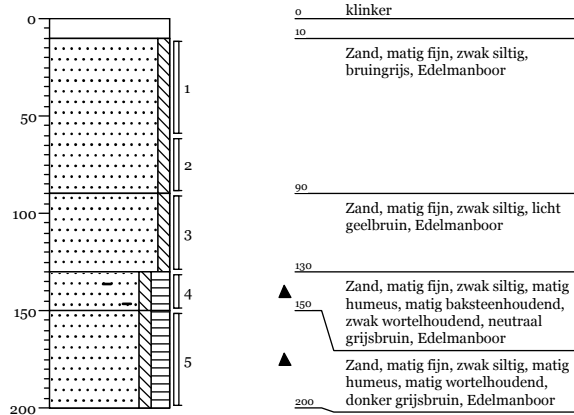 0
50
100
150
200
1
2
3
4
5
0 klinker
10
Zand, matig fijn, zwak siltig,
bruingrijs, Edelmanboor
90
Zand, matig fijn, zwak siltig, licht
geelbruin, Edelmanboor
130
Zand, matig fijn, zwak siltig, matig
humeus, matig baksteenhoudend,
zwak wortelhoudend, neutraal
grijsbruin, Edelmanboor
150
Zand, matig fijn, zwak siltig, matig
humeus, matig wortelhoudend,
donker grijsbruin, Edelmanboor
200